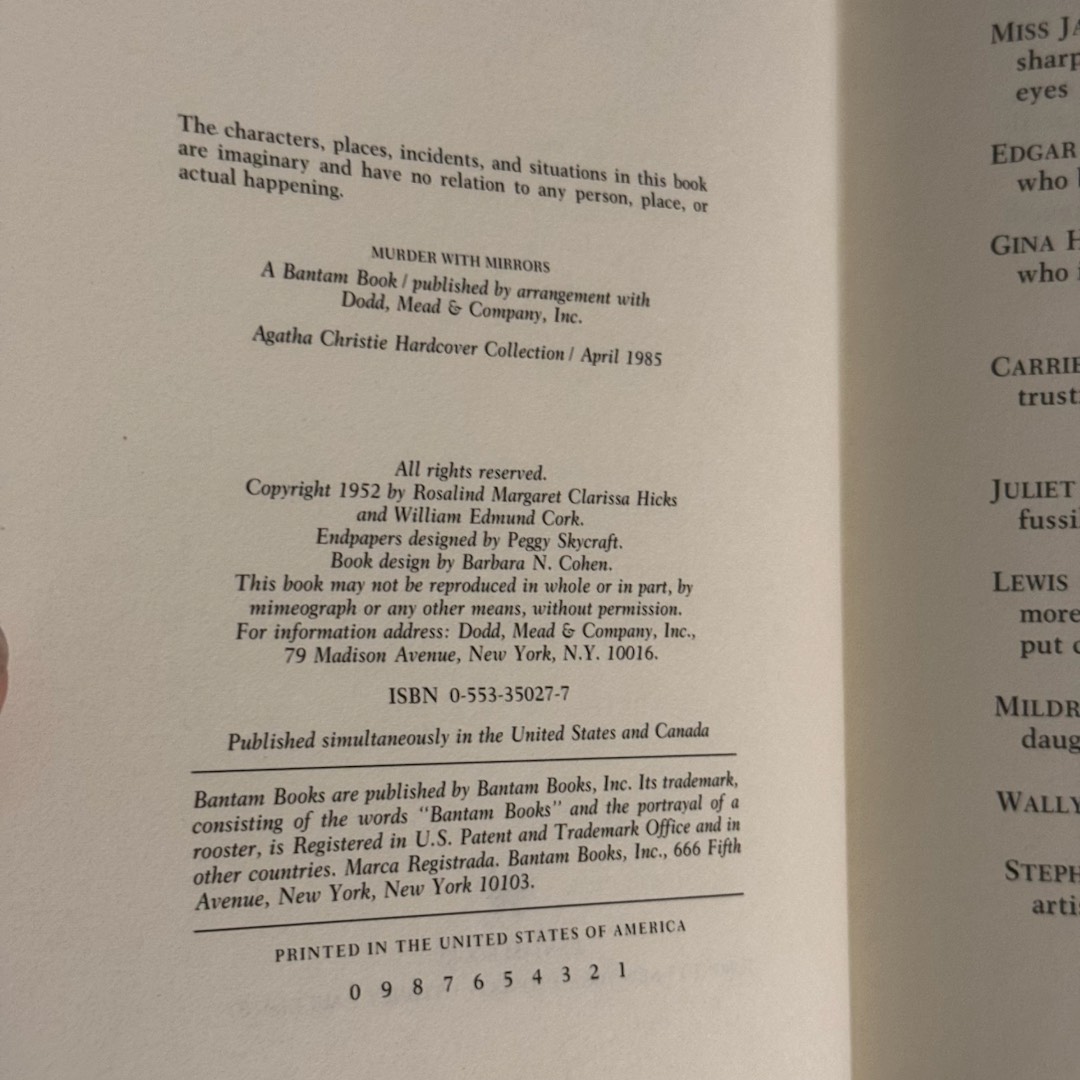 The characters, places, incidents, and situations in this book
are imaginary and have no relation to any person, place, or
actual happening.
MURDER WITH MIRRORS
A Bantam Book / published by arrangement with
Dodd, Mead & Company, Inc.
Agatha Christie Hardcover Collection / April 1985
All rights reserved.
Copyright 1952 by Rosalind Margaret Clarissa Hicks
and William Edmund Cork.
Endpapers designed by Peggy Skycraft.
Book design by Barbara N. Cohen.
This book may not be reproduced in whole or in part, by
mimeograph or any other means, without permission.
For information address: Dodd, Mead & Company, Inc.,
79 Madison Avenue, New York, N.Y. 10016.
ISBN 0-553-35027-7
Published simultaneously in the United States and Canada
Bantam Books are published by Bantam Books, Inc. Its trademark,
consisting of the words "Bantam Books" and the portrayal of a
rooster, is Registered in U.S. Patent and Trademark Office and in
other countries. Marca Registrada. Bantam Books, Inc., 666 Fifth
Avenue, New York, New York 10103.
PRINTED IN THE UNITED STATES OF AMERICA
0 9 8 7 6 5 4 3 2 1
MISS
sharp
eyes
EDGAR
who
GINA
who
CARRIE
JULIET
LEWIS
more
put
WALLY